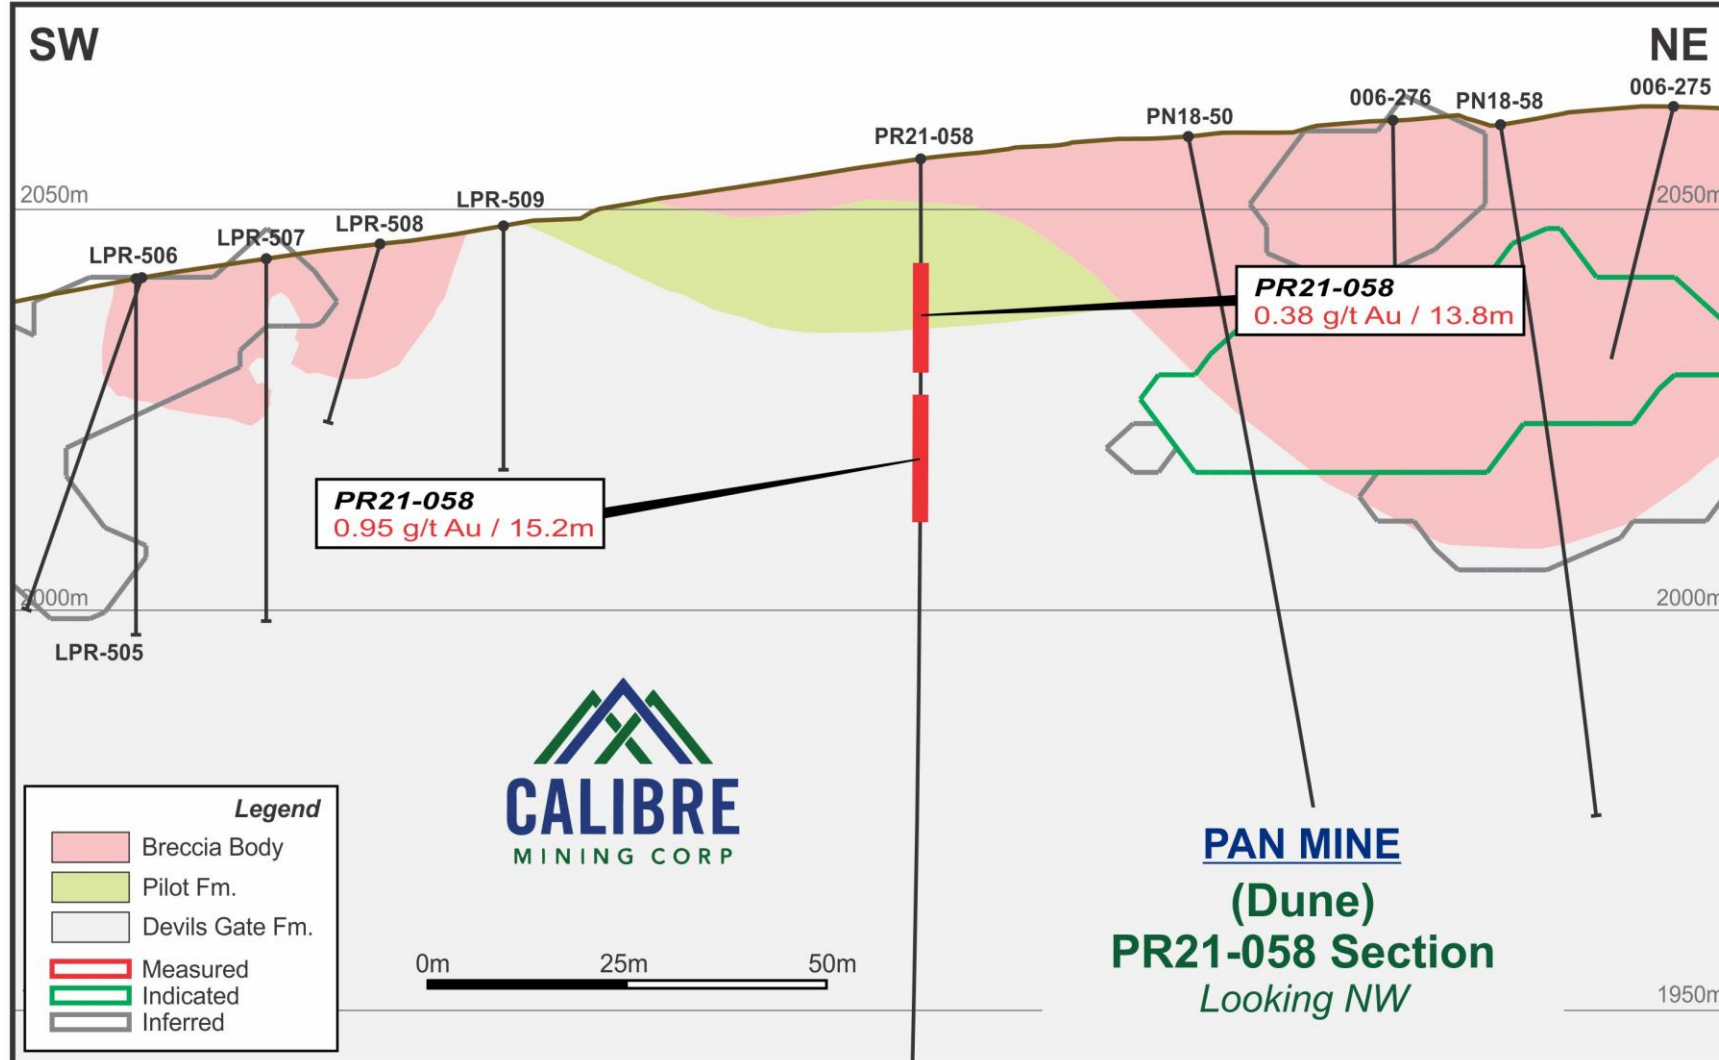 SW
NE
006-275
006-276
PN18-58
PN18-50
PR21-058
2050m
2050m
LPR-509
LPR-508
LPR-507
LPR-506
PR21-058
0.38 g/t Au / 13.8m
PR21-058
0.95 g/t Au / 15.2m
2000m
2000m
LPR-505
CALIBRE
MINING CORP
PAN MINE
(Dune)
PR21-058 Section
Looking NW
Legend
Breccia Body
Pilot Fm.
Devils Gate Fm.
Measured
Indicated
Inferred
0m 25m 50m
1950m